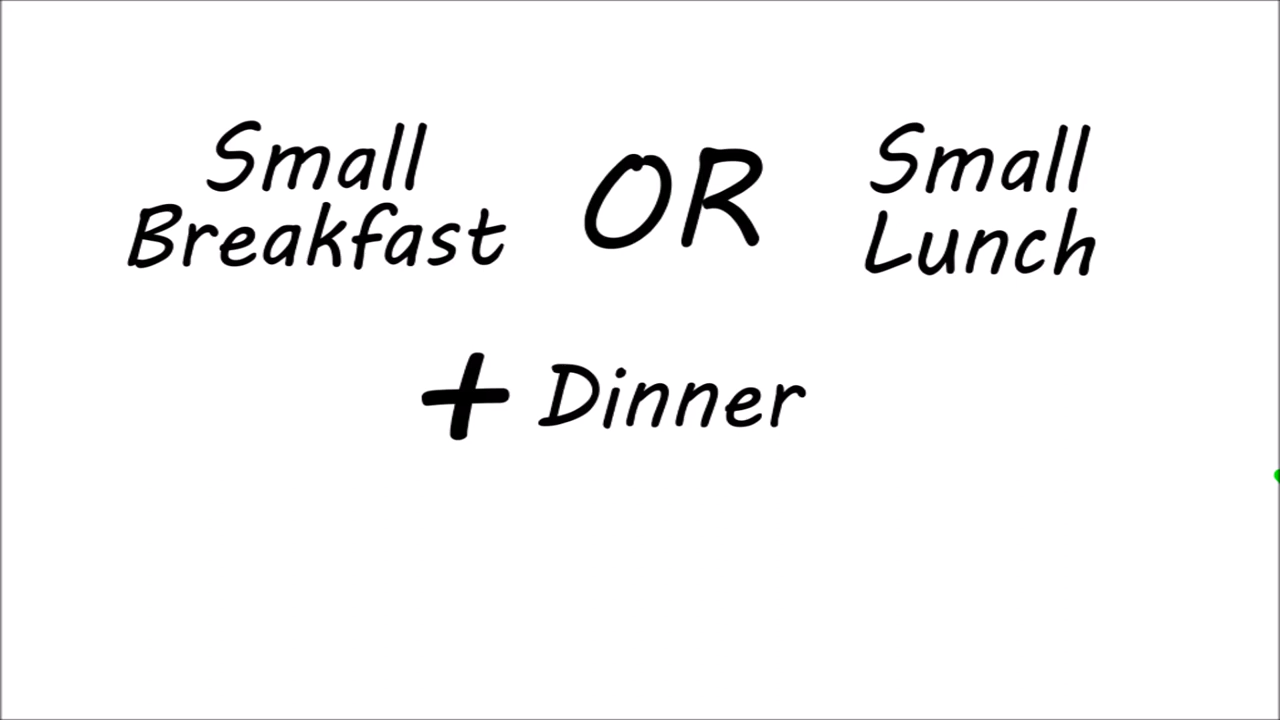 Small
Breakfast
OR
Small
Lunch
+ Dinner